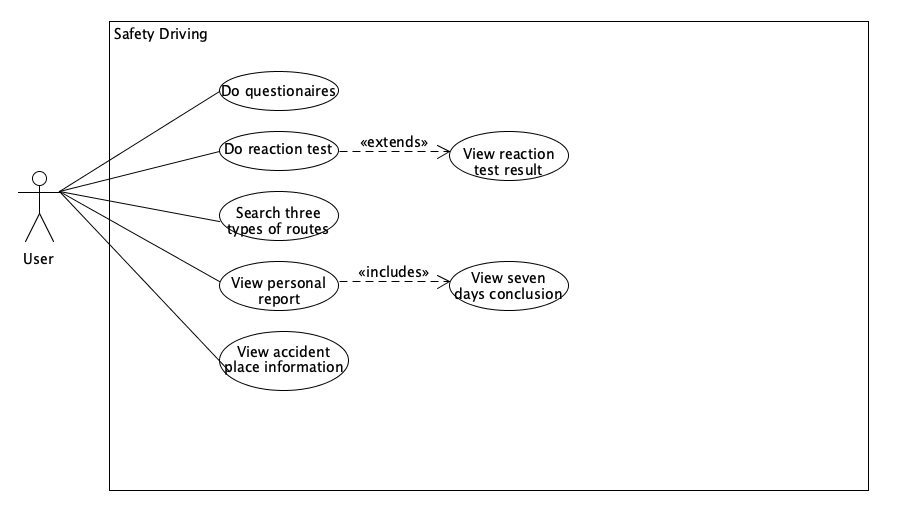 Safety Driving
Do questionaires
Do reaction test
«extends»
View reaction
test result
Search three
types of routes
User
View personal
report
«includes»
View seven
days conclusion
View accident
place information